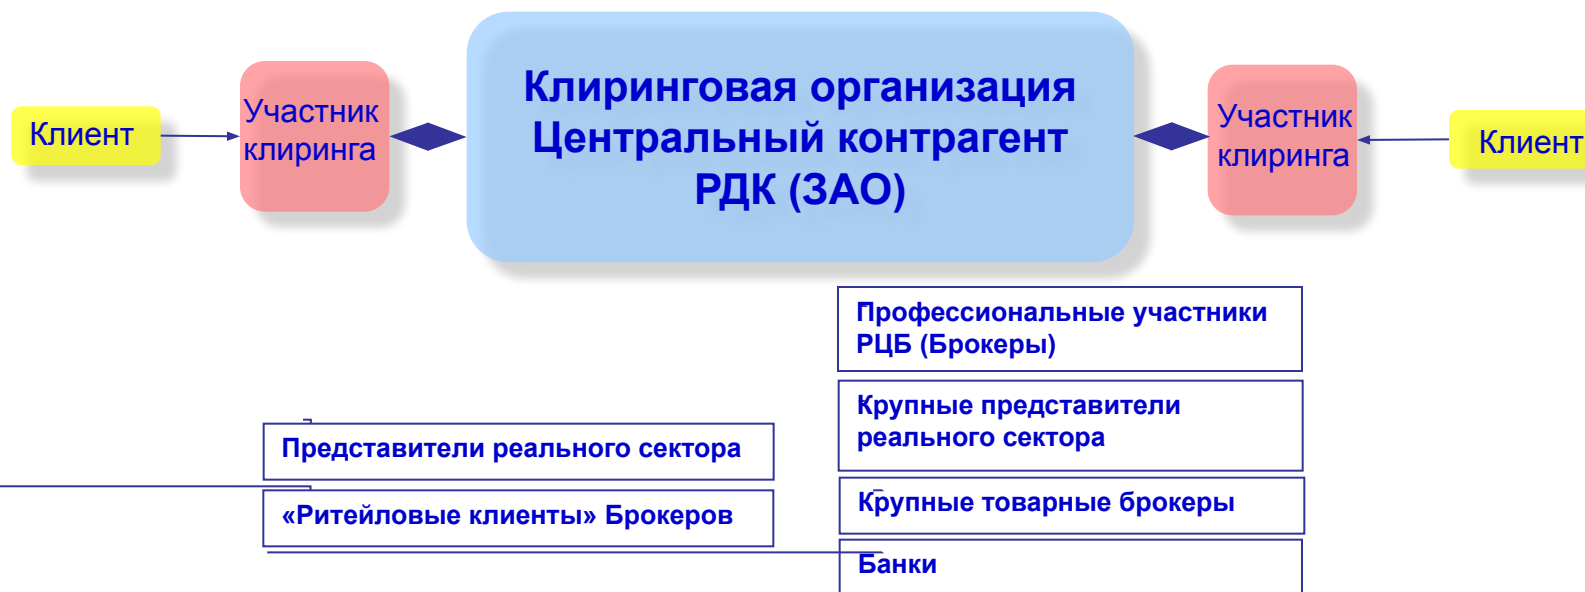 Клиент
Участник
клиринга
Клиринговая организация
Центральный контрагент
РДК (ЗАО)
Участник
клиринга
Клиент
Профессиональные участники
РЦБ (Брокеры)
Крупные представители
реального сектора
Представители реального сектора
Крупные товарные брокеры
«Ритейловые клиенты» Брокеров
Банки